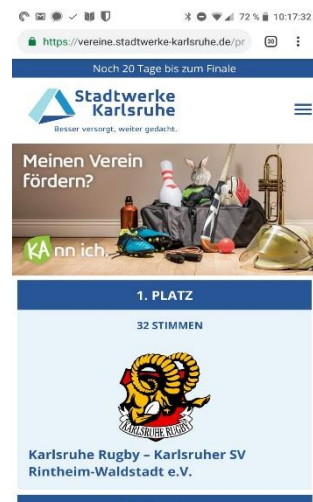 72 % 10:17:32
https://vereine.stadtwerke-karlsruhe.de/pr
30
Noch 20 Tage bis zum Finale
Stadtwerke
Karlsruhe
Besser versorgt, weiter gedacht.
Meinen Verein
fördern?
KAnn ich.
1. PLATZ
32 STIMMEN
KARLSRUHE RUGBY
Karlsruhe Rugby – Karlsruher SV
Rintheim-Waldstadt e.V.